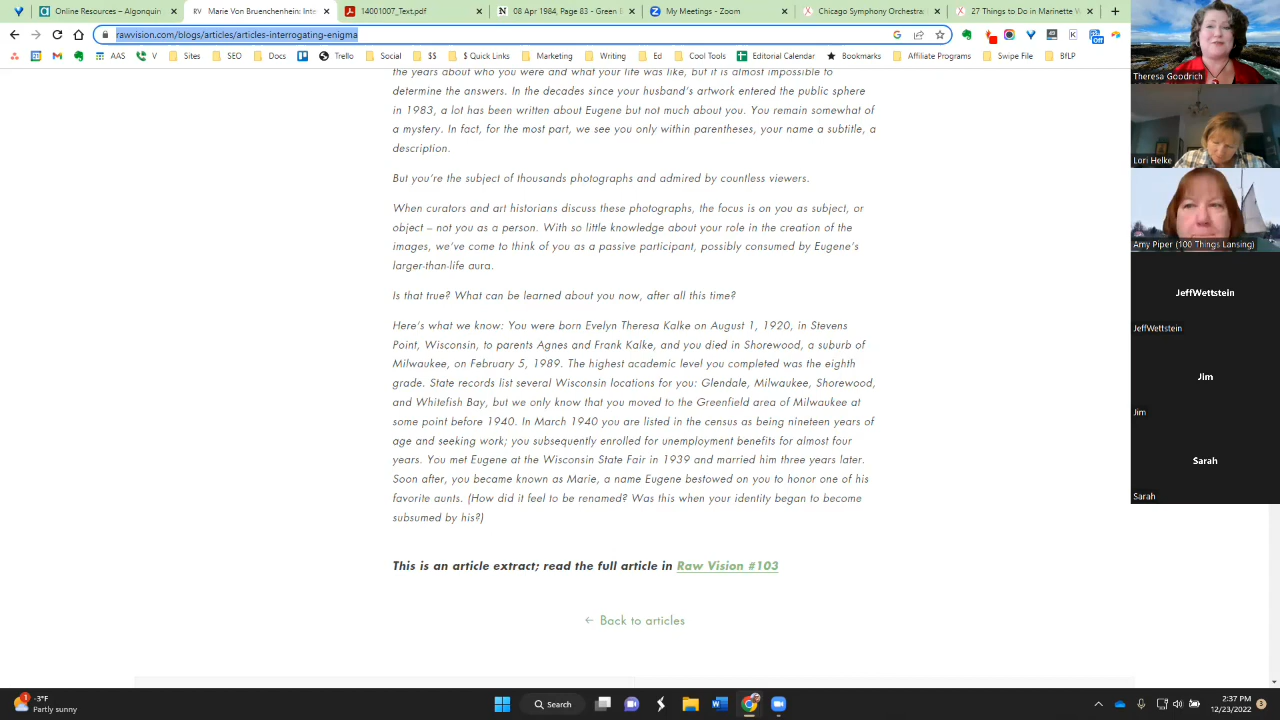 Online Resources – Algonquin
RV Marie Von Bruenchenhein: Inte
14001007_Text.pdf
08 Apr 1984, Page 83 - Green
My Meetings - Zoom
Chicago Symphony Orchestra
27 Things to Do in Marinette
rawvision.com/blogs/articles/articles-interrogating-enigma
AAS V Sites SEO Docs Trello Social $$ $ Quick Links Marketing Writing Ed Cool Tools Editorial Calendar Bookmarks Affiliate Programs Swipe File BfLP
the years about who you were and what your life was like, but it is almost impossible to
determine the answers. In the decades since your husband's artwork entered the public sphere
in 1983, a lot has been written about Eugene but not much about you. You remain somewhat of
a mystery. In fact, for the most part, we see you only within parentheses, your name a subtitle, a
description.
But you're the subject of thousands photographs and admired by countless viewers.
When curators and art historians discuss these photographs, the focus is on you as subject, or
object – not you as a person. With so little knowledge about your role in the creation of the
images, we've come to think of you as a passive participant, possibly consumed by Eugene's
larger-than-life aura.
Is that true? What can be learned about you now, after all this time?
Here's what we know: You were born Evelyn Theresa Kalke on August 1, 1920, in Stevens
Point, Wisconsin, to parents Agnes and Frank Kalke, and you died in Shorewood, a suburb of
Milwaukee, on February 5, 1989. The highest academic level you completed was the eighth
grade. State records list several Wisconsin locations for you: Glendale, Milwaukee, Shorewood,
and Whitefish Bay, but we only know that you moved to the Greenfield area of Milwaukee at
some point before 1940. In March 1940 you are listed in the census as being nineteen years of
age and seeking work; you subsequently enrolled for unemployment benefits for almost four
years. You met Eugene at the Wisconsin State Fair in 1939 and married him three years later.
Soon after, you became known as Marie, a name Eugene bestowed on you to honor one of his
favorite aunts. (How did it feel to be renamed? Was this when your identity began to become
subsumed by his?)
This is an article extract; read the full article in Raw Vision #103
← Back to articles
Theresa Goodrich
Lori Helke
Amy Piper (100 Things Lansing)
JeffWettstein
JeffWettstein
Jim
Jim
Sarah
Sarah
1
-3°F
Partly sunny
Search
2:37 PM
12/23/2022
3